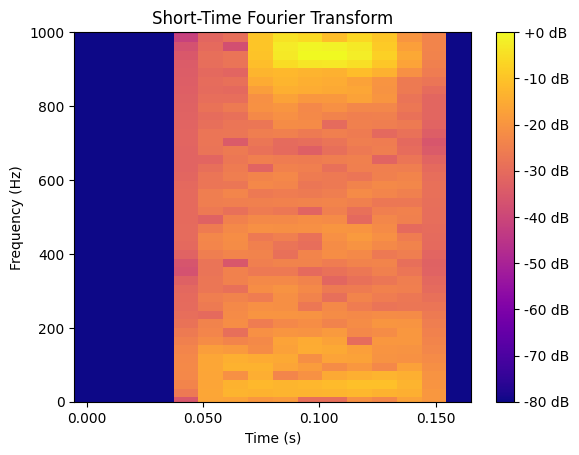 Short-Time Fourier Transform
1000
800
600
400
200
0
Frequency (Hz)
0.000
0.050
0.100
0.150
Time (s)
+0 dB
-10 dB
-20 dB
-30 dB
-40 dB
-50 dB
-60 dB
-70 dB
-80 dB